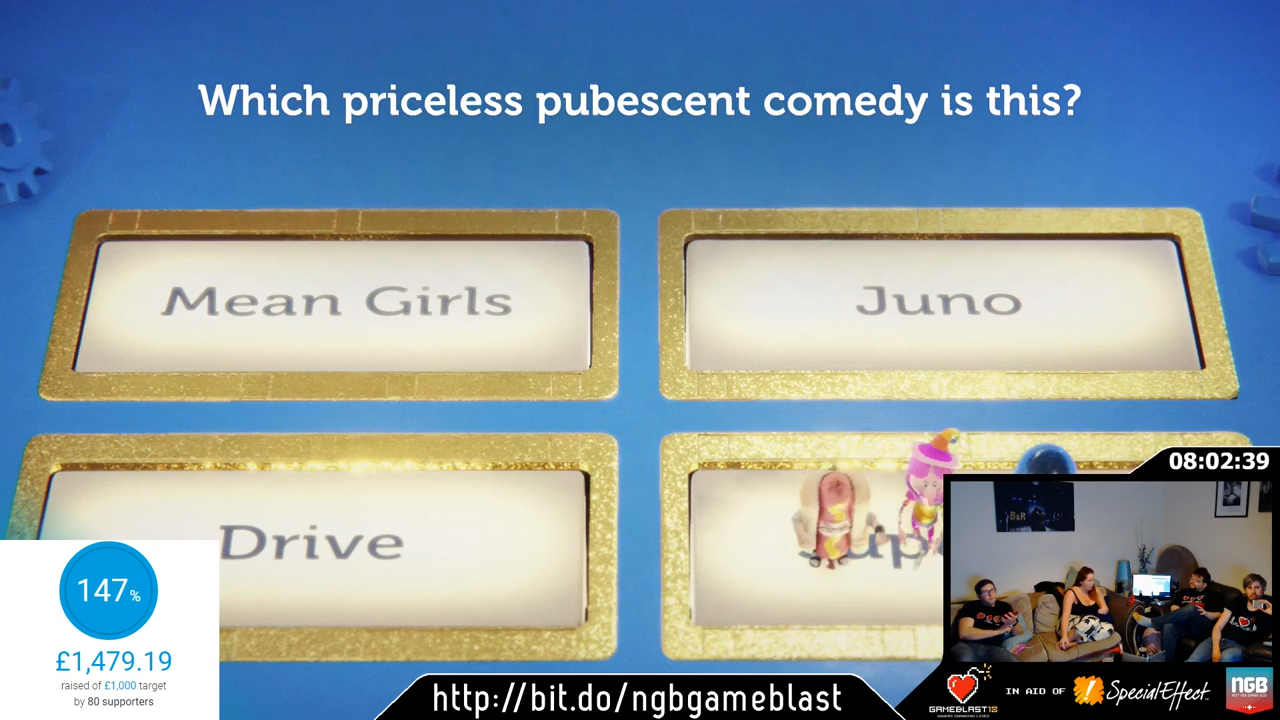 Which priceless pubescent comedy is this?
Mean Girls
Juno
Drive
08:02:39
B&R
147%
£1,479.19
raised of £1,000 target
by 80 supporters
http://bit.do/ngbgameblast
GAMEBLAST18
IN AID OF
SpecialEffect
NGB